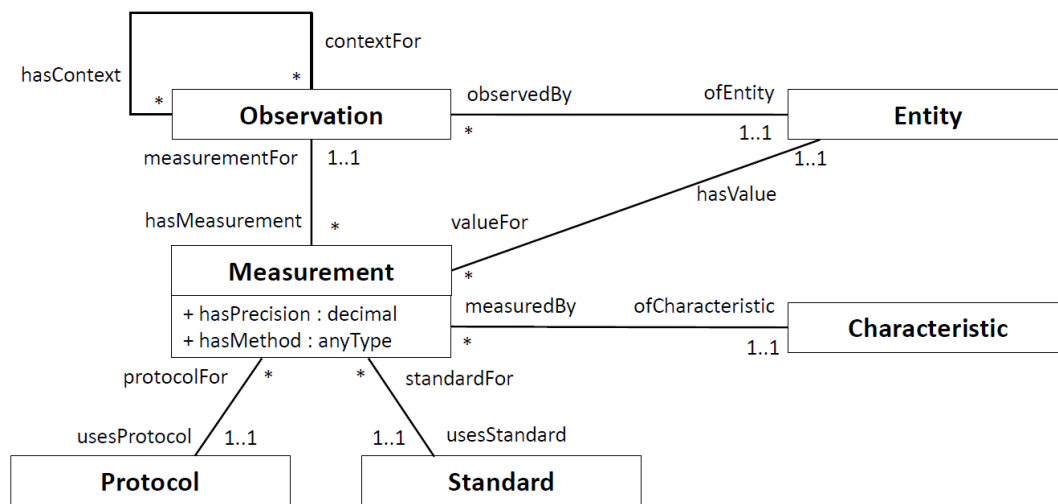 contextFor
hasContext
*
*
Observation
observedBy
ofEntity
*
1..1
Entity
measurementFor
1..1
1..1
hasValue
hasMeasurement
*
valueFor
*
Measurement
+ hasPrecision : decimal
+ hasMethod : anyType
measuredBy
ofCharacteristic
*
1..1
Characteristic
protocolFor
*
*
standardFor
usesProtocol
1..1
1..1
usesStandard
Protocol
Standard